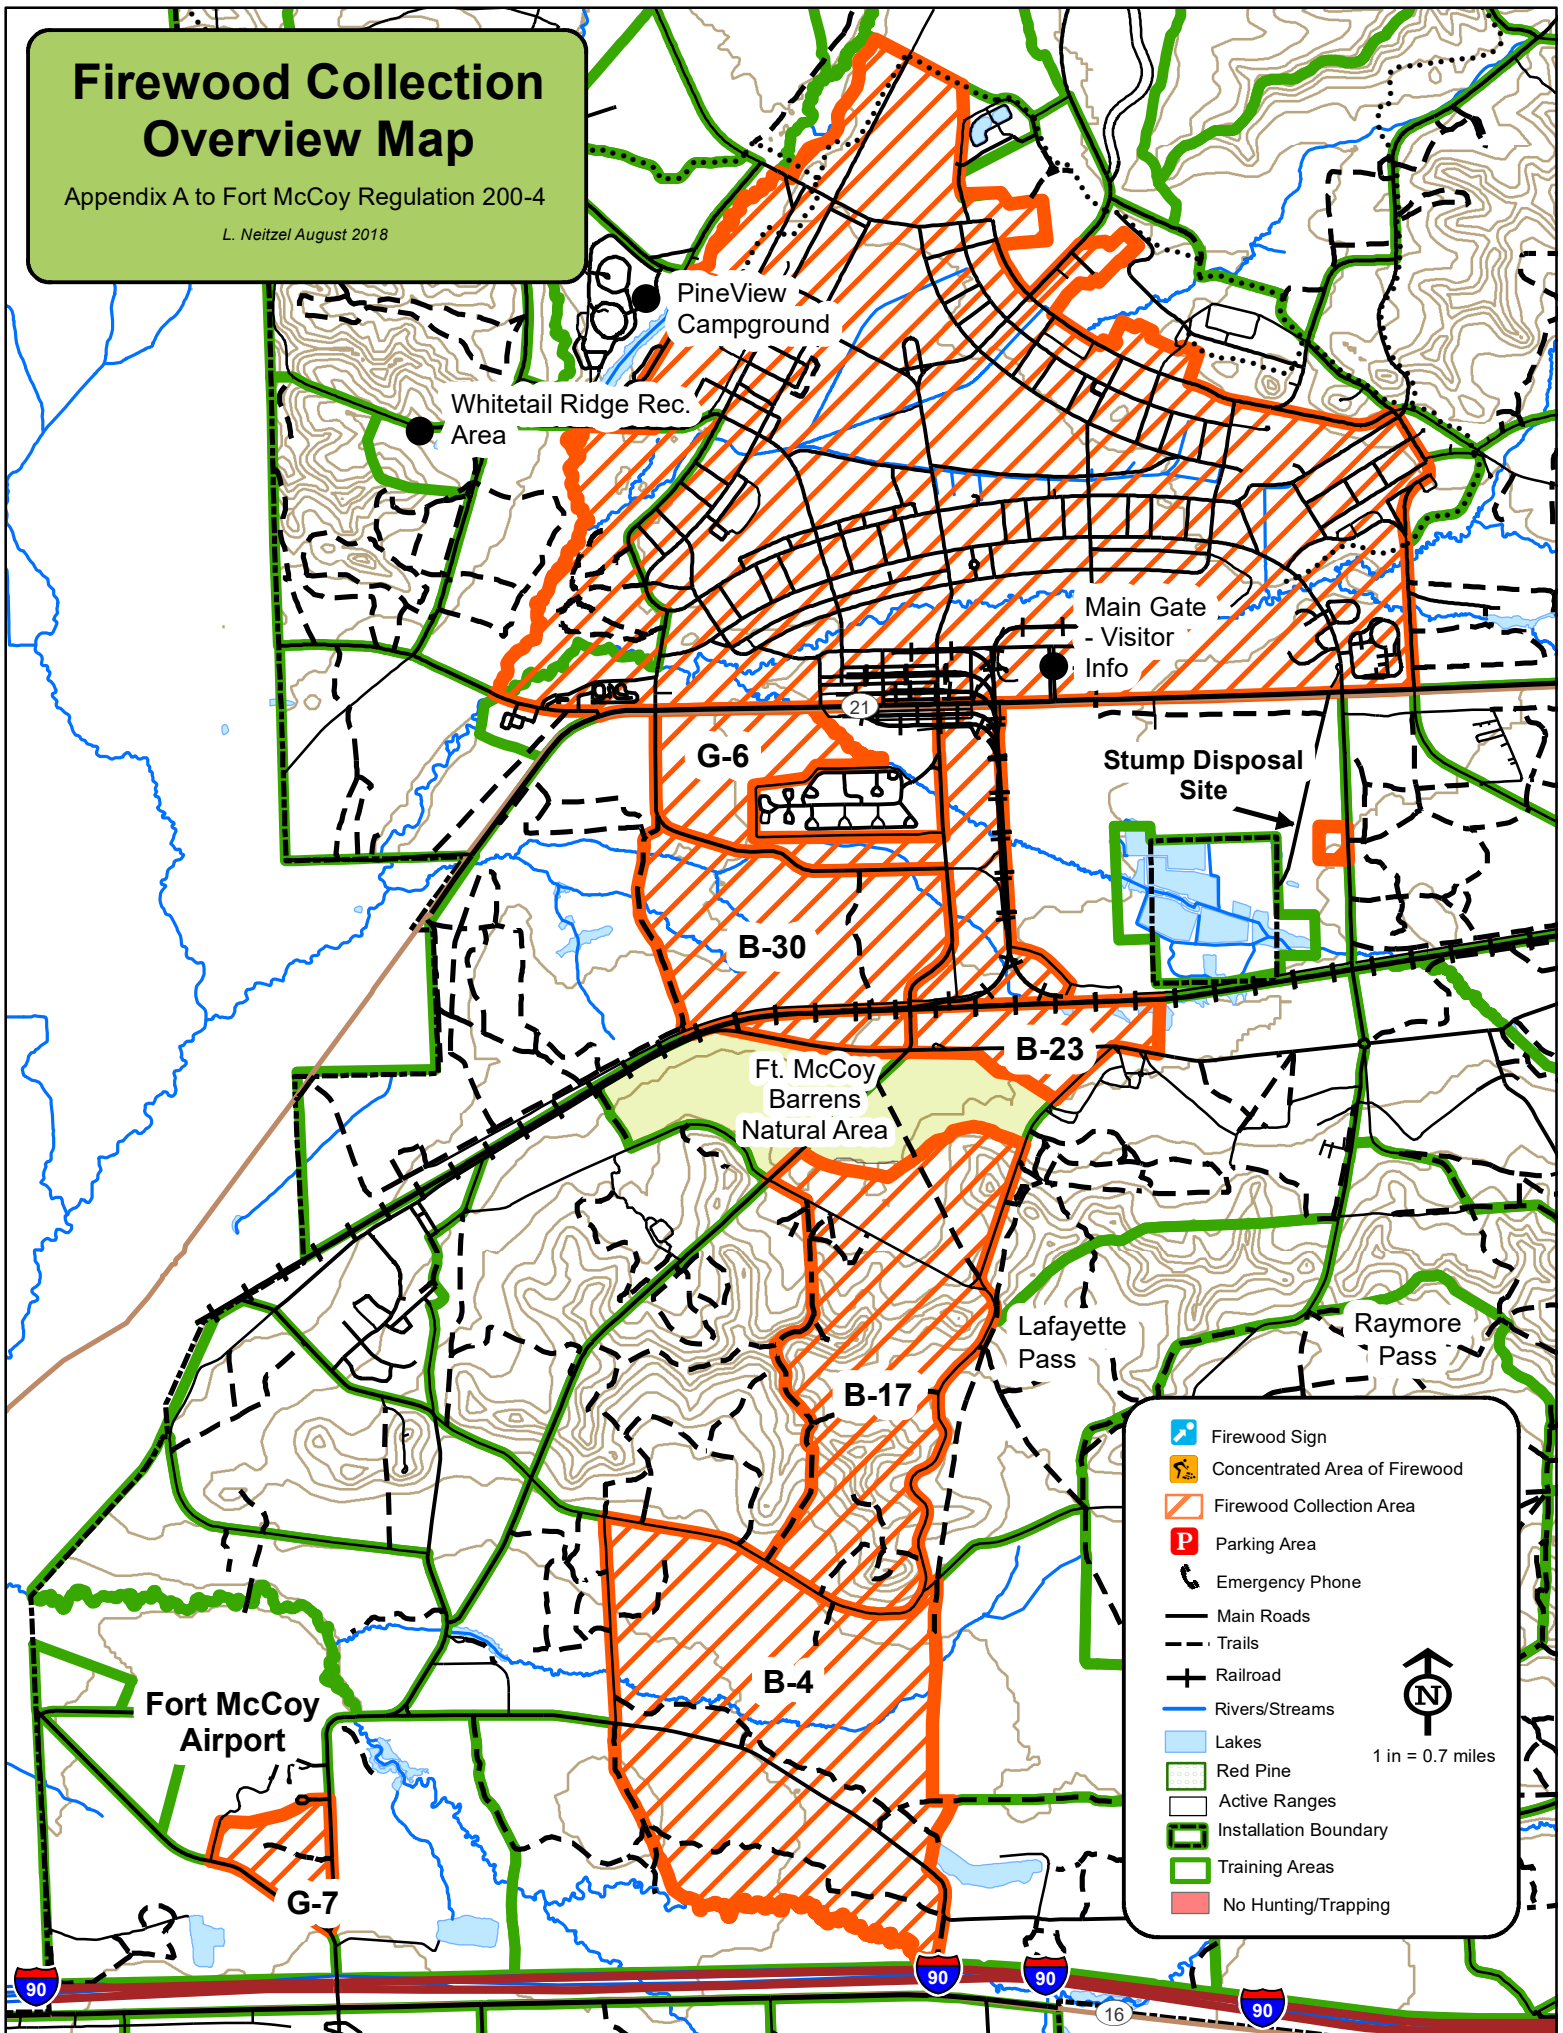 Firewood Collection
Overview Map
Appendix A to Fort McCoy Regulation 200-4
L. Neitzel August 2018
PineView
Campground
Whitetail Ridge Rec.
Area
Main Gate
- Visitor
Info
21
G-6
Stump Disposal
Site
B-30
B-23
Ft. McCoy
Barrens
Natural Area
Lafayette
Pass
Raymore
Pass
B-17
B-4
Fort McCoy
Airport
G-7
Firewood Sign
Concentrated Area of Firewood
Firewood Collection Area
P Parking Area
Emergency Phone
Main Roads
Trails
Railroad
Rivers/Streams
Lakes
Red Pine
Active Ranges
Installation Boundary
Training Areas
No Hunting/Trapping
N
1 in = 0.7 miles
90
90
90
90
16